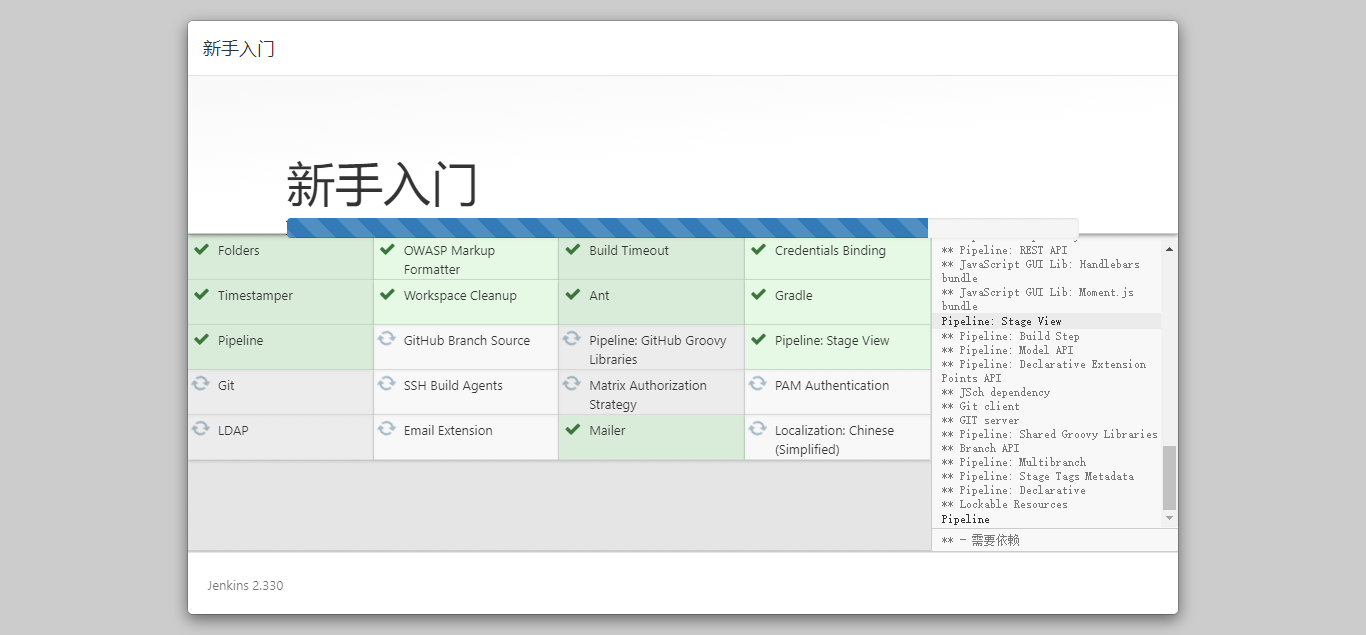 新手入门
新手入门
Folders
OWASP Markup
Formatter
Build Timeout
Credentials Binding
Timestamper
Workspace Cleanup
Ant
Gradle
Pipeline
GitHub Branch Source
Pipeline: GitHub Groovy
Libraries
Pipeline: Stage View
Git
SSH Build Agents
Matrix Authorization
Strategy
PAM Authentication
LDAP
Email Extension
Mailer
Localization: Chinese
(Simplified)
** Pipeline: REST API
** JavaScript GUI Lib: Handlebars
bundle
** JavaScript GUI Lib: Moment.js
bundle
Pipeline: Stage View
** Pipeline: Build Step
** Pipeline: Model API
** Pipeline: Declarative Extension
Points API
** JSch dependency
** Git client
** GIT server
** Pipeline: Shared Groovy Libraries
** Branch API
** Pipeline: Multibranch
** Pipeline: Stage Tags Metadata
** Pipeline: Declarative
** Lockable Resources
Pipeline
** - 需要依赖
Jenkins 2.330